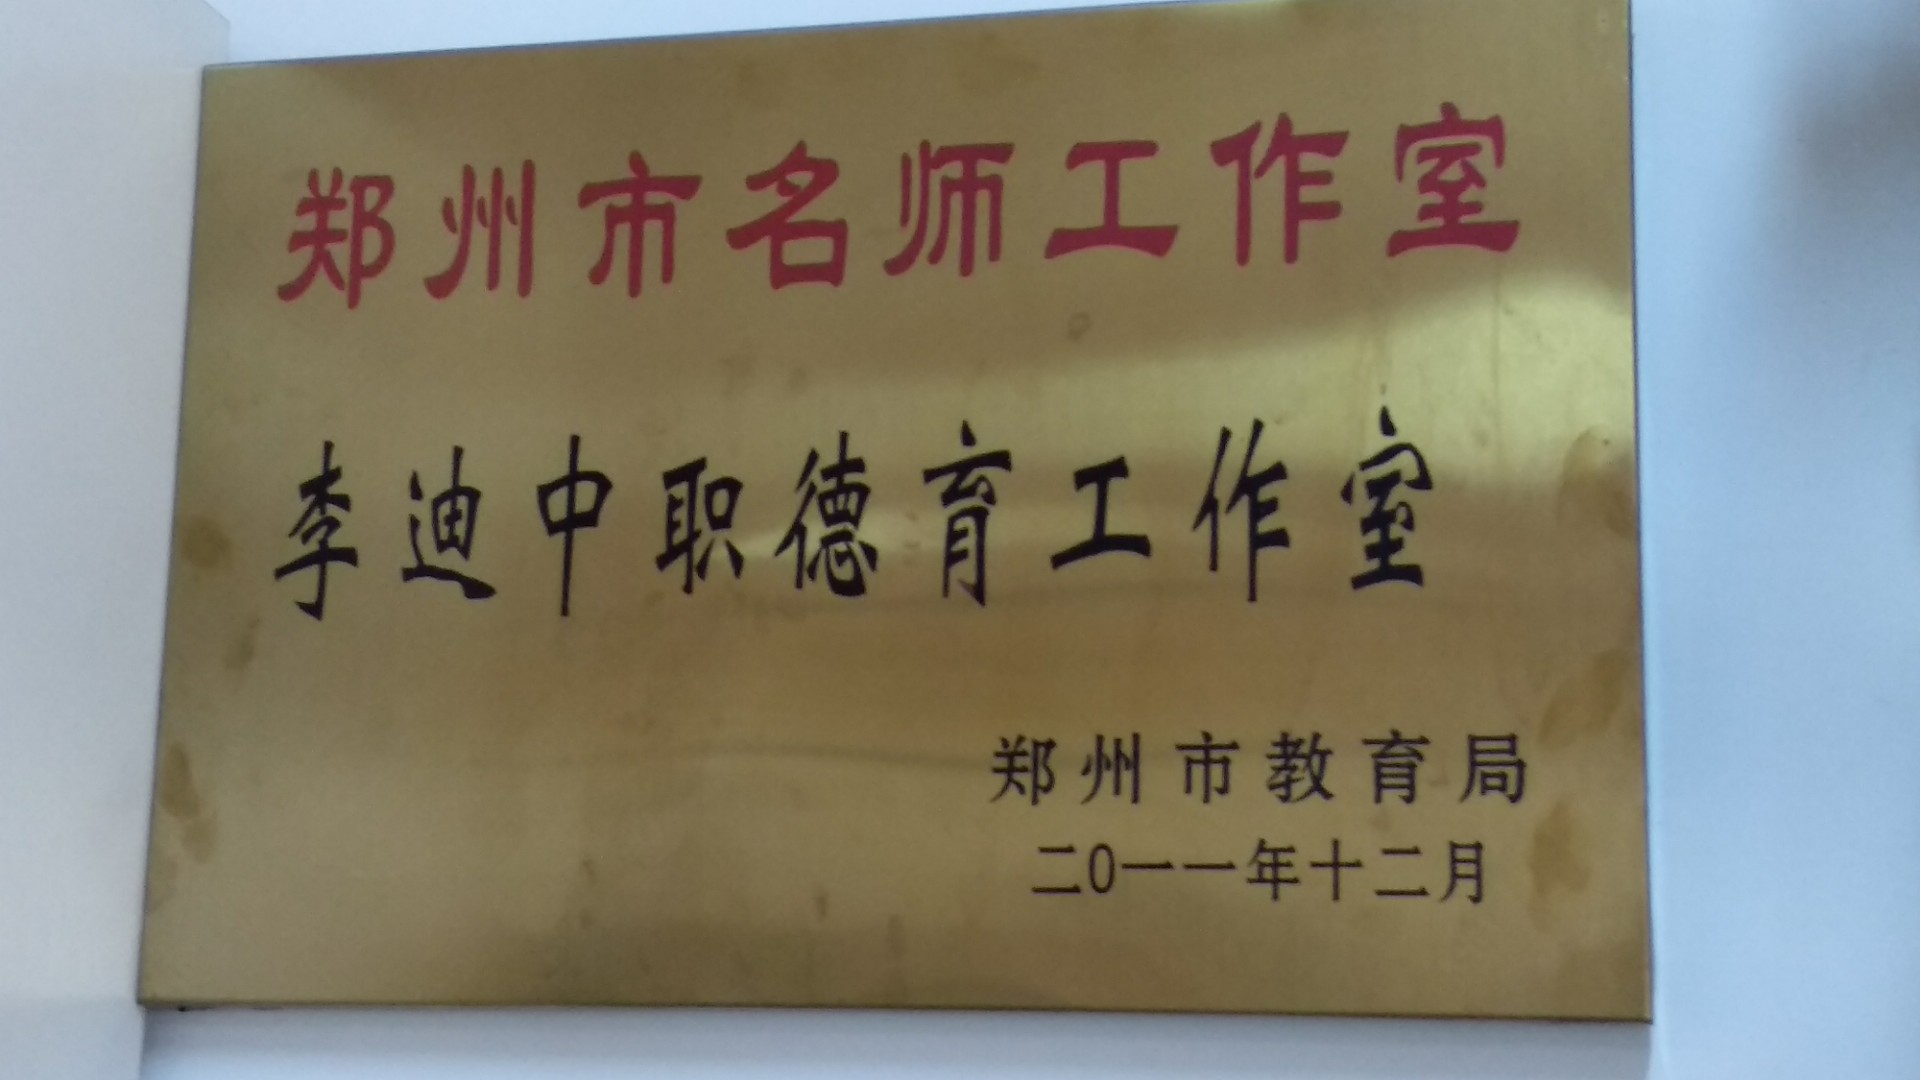 郑州市名师工作室
李迪中职德育工作室
郑州市教育局
二0一一年十二月